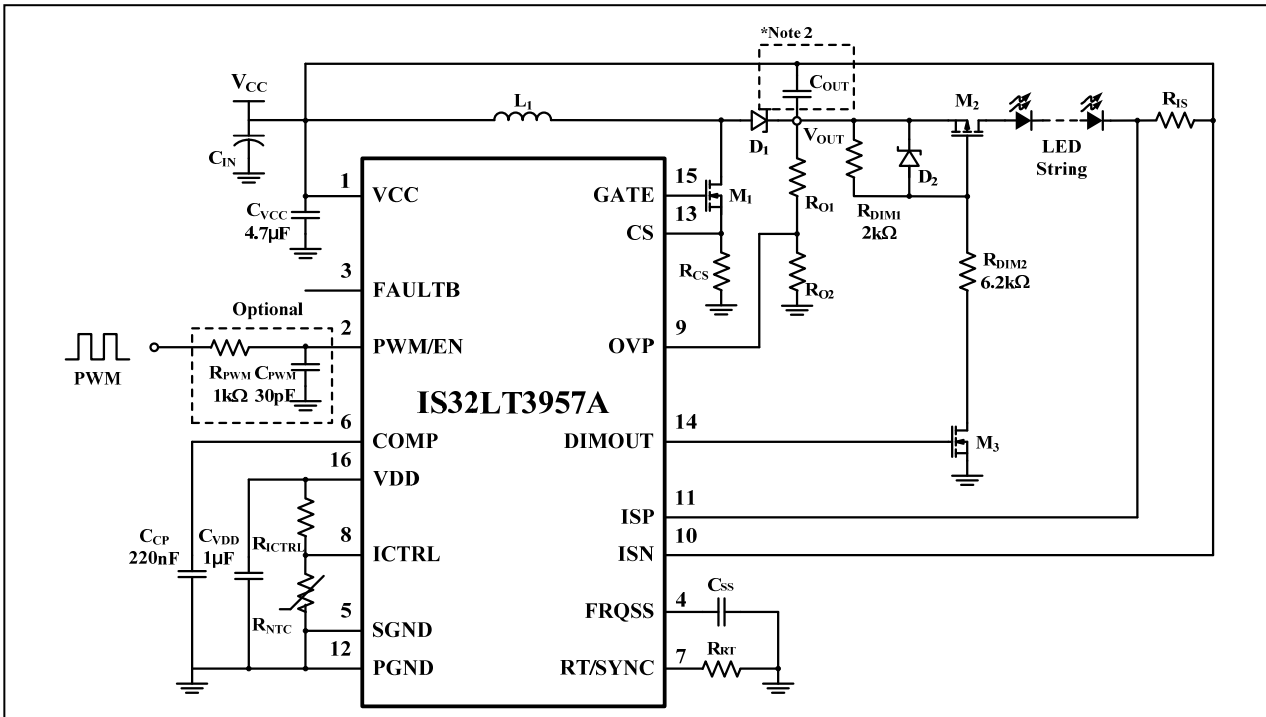 *Note 2
VCC
COUT
L1
M2
RIS
CIN
D1
VOUT
LED
String
D2
1
VCC
15
GATE
M1
RO1
CVCC
4.7µF
13
CS
RDIM1
2kΩ
RCS
RO2
RDIM2
6.2kΩ
3
FAULTB
Optional
2
PWM/EN
9
OVP
PWM
RPWM CPWM
1kΩ 30pF
IS32LT3957A
6
COMP
14
DIMOUT
M3
16
VDD
11
ISP
CCP
220nF
CVDD
1µF
RICTRL
8
ICTRL
10
ISN
CSS
4
FRQSS
RNTC
5
SGND
12
PGND
7
RT/SYNC
RRT